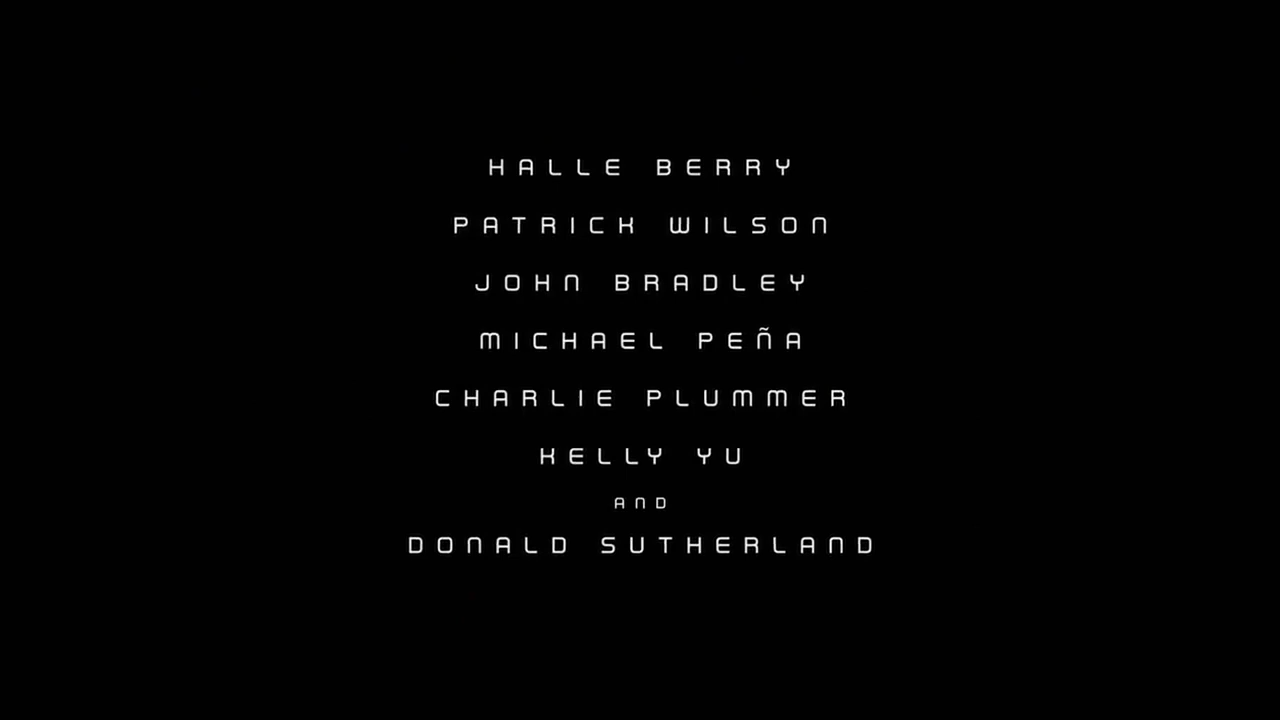 HALLE BERRY
PATRICK WILSON
JOHN BRADLEY
MICHAEL PEÑA
CHARLIE PLUMMER
KELLY YU
AND
DONALD SUTHERLAND